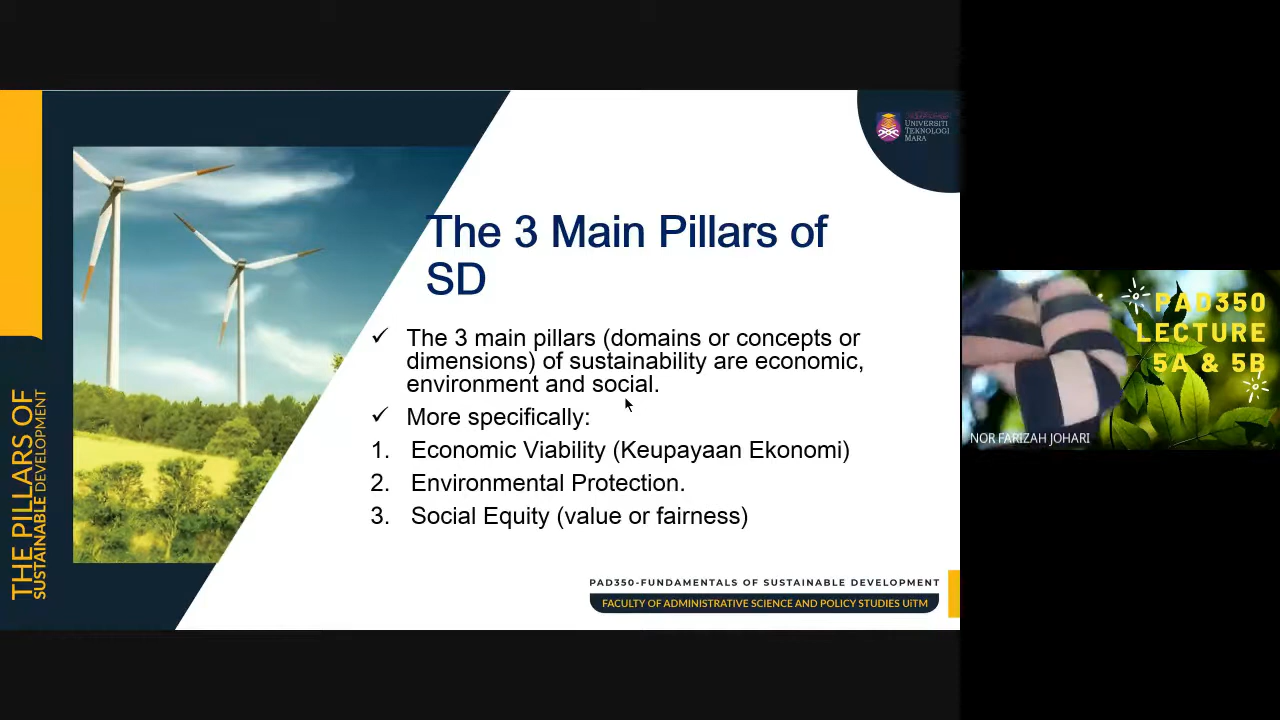 UNIVERSITI
TEKNOLOGI
MARA
The 3 Main Pillars of
SD
✓ The 3 main pillars (domains or concepts or
dimensions) of sustainability are economic,
environment and social.
✓ More specifically:
1. Economic Viability (Keupayaan Ekonomi)
2. Environmental Protection.
3. Social Equity (value or fairness)
THE PILLARS OF
SUSTAINABLE DEVELOPMENT
PAD350-FUNDAMENTALS OF SUSTAINABLE DEVELOPMENT
FACULTY OF ADMINISTRATIVE SCIENCE AND POLICY STUDIES UiTM
PAD350
LECTURE
5A & 5B
NOR FARIZAH JOHARI